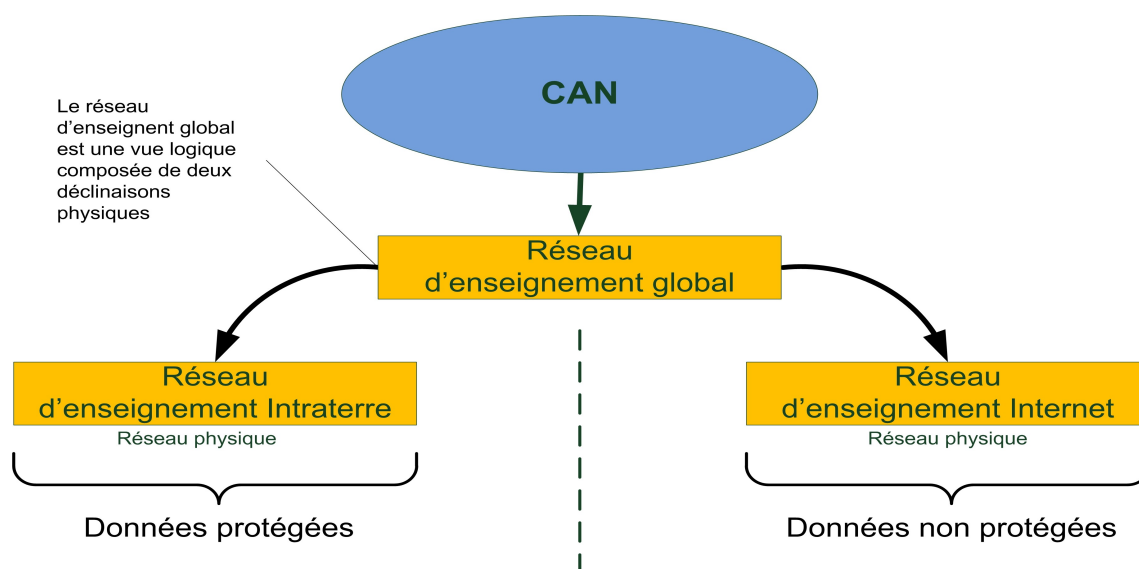 CAN
Le réseau
d'enseignent global
est une vue logique
composée de deux
déclinaisons
physiques
Réseau
d'enseignement global
Réseau
d'enseignement Intraterre
Réseau physique
Données protégées
Réseau
d'enseignement Internet
Réseau physique
Données non protégées